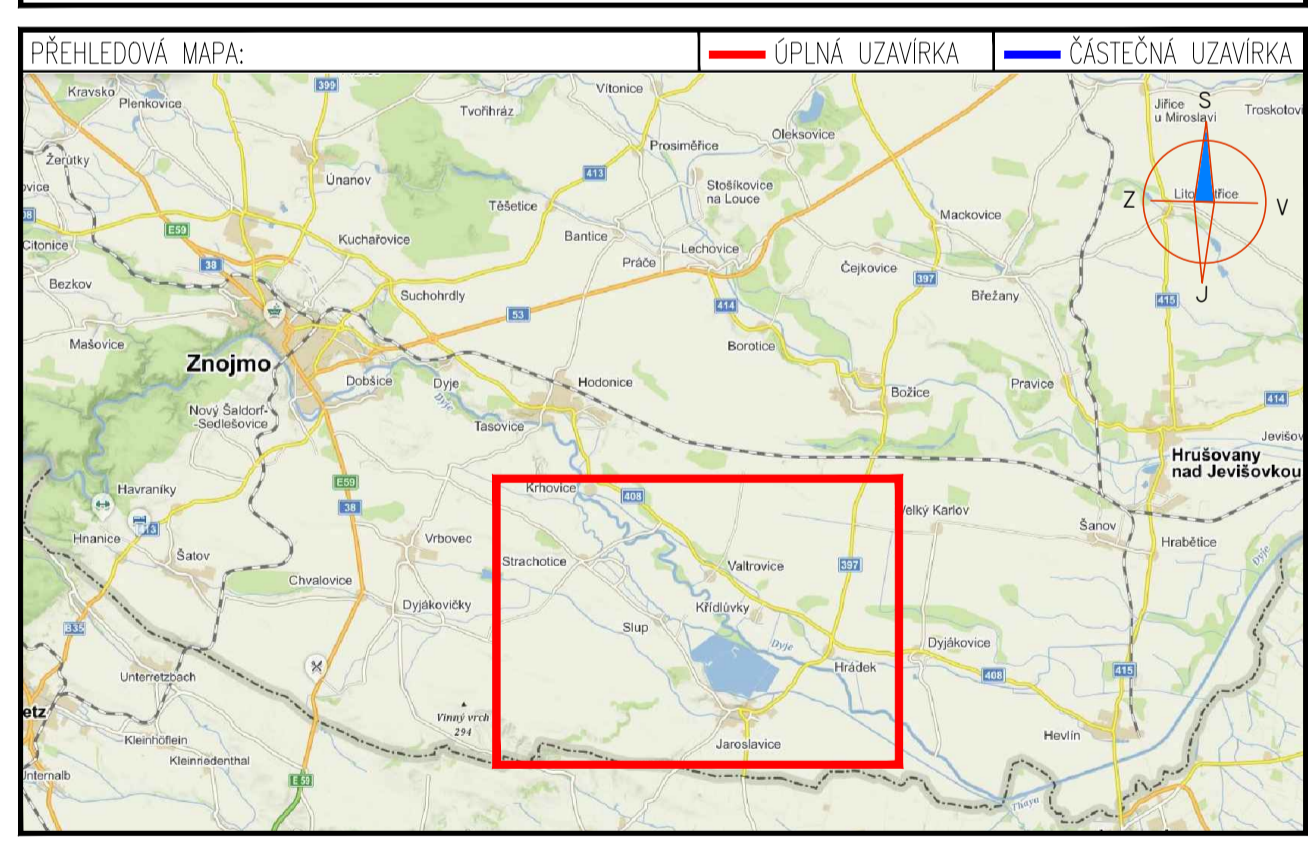 PŘEHLEDOVÁ MAPA:
ÚPLNÁ UZAVÍRKA
ČÁSTEČNÁ UZAVÍRKA
Kravsko
Plenkovice
399
Tvořihráz
Vítonice
Oleksovice
Jiřice
u Miroslavi
S
Žerůtky
Únanov
Prosiměřice
413
Stošíkovice
na Louce
Těšetice
Mackovice
Z
V
E59
Kuchařovice
Bantice
Lechovice
Citonice
38
Práče
Čejkovice
397
Bezkov
Suchohrdly
Břežany
J
414
415
53
Mašovice
Borotice
Znojmo
Dobšice
Dyje
Dyje
Hodonice
Božice
Pravice
414
Nový Šaldorf-
-Sedlešovice
Tasovice
Hrušovany
nad Jevišovkou
Havraníky
E59
38
Krhovice
408
Velký Karlov
Šanov
Hnanice
Šatov
Vrbovec
Strachotice
Valtrovice
397
Hrabětice
Dyje
Chvalovice
Dyjákovičky
Křídlůvky
Slup
Dyje
Dyjákovice
B35
Hrádek
408
415
Unterretzbach
Vinný vrch
294
Jaroslavice
Hevlín
Kleinhöflein
Kleinriedenthal
E 59
Thaya